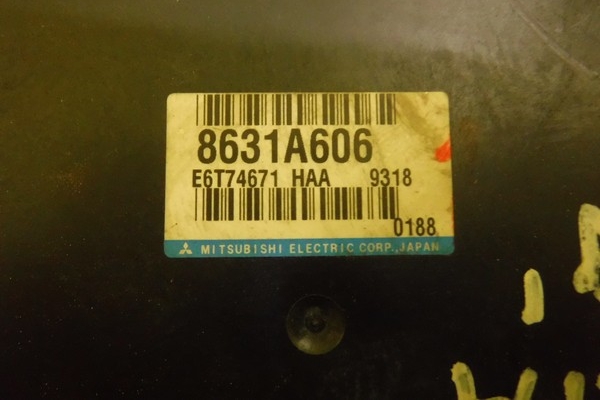 8631A606
E6T74671 HAA 9318
0188
MITSUBISHI ELECTRIC CORP., JAPAN